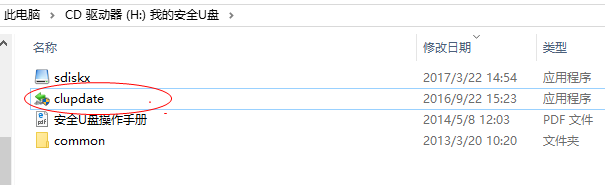 此电脑 > CD 驱动器 (H:) 我的安全U盘 >
名称 修改日期 类型
sdiskx 2017/3/22 14:54 应用程序
clupdate 2016/9/22 15:23 应用程序
安全U盘操作手册 2014/5/8 12:03 PDF 文件
common 2013/3/20 10:20 文件夹